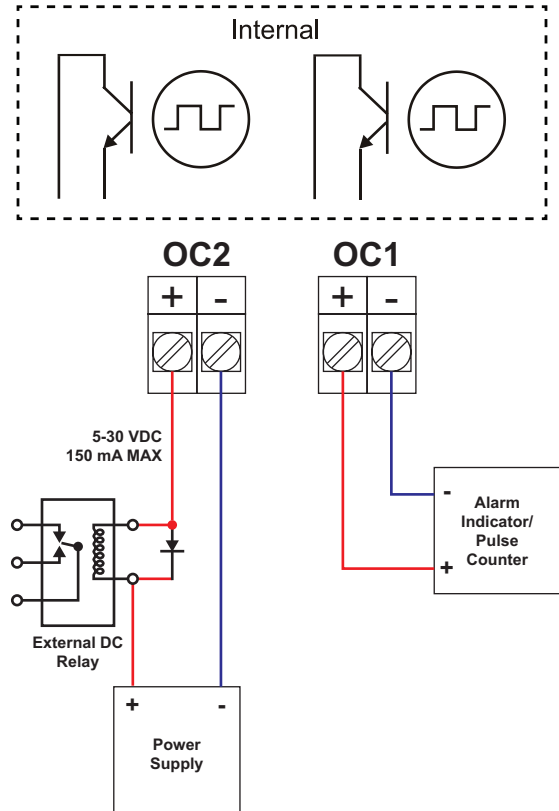 Internal
OC2 OC1
+ - + -
5-30 VDC
150 mA MAX
-
Alarm
Indicator/
Pulse
Counter
+
External DC
Relay
+ -
Power
Supply